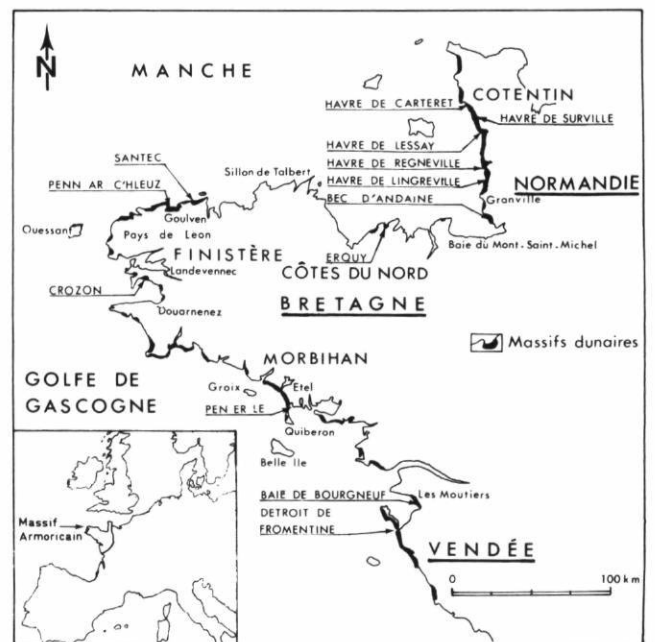 N
MANCHE
COTENTIN
HAVRE DE CARTERET
HAVRE DE SURVILLE
HAVRE DE LESSAY
SANTEC
HAVRE DE REGNEVILLE
Sillon de Talbert
PENN AR C'HLEUZ
HAVRE DE LINGREVILLE
NORMANDIE
BEC D'ANDAINE
Granville
Goulven
Ouessant
Pays de Leon
Baie du Mont-Saint-Michel
FINISTÈRE
ERQUY
Landevennec
CÔTES DU NORD
CROZON
BRETAGNE
Douarnenez
Massifs dunaires
MORBIHAN
GOLFE DE
GASCOGNE
Groix
Etel
PEN ER LE
Quiberon
Belle Ile
BAIE DE BOURGNEUF
Les Moutiers
DETROIT DE
FROMENTINE
Massif
Armoricain
VENDÉE
0
100 km